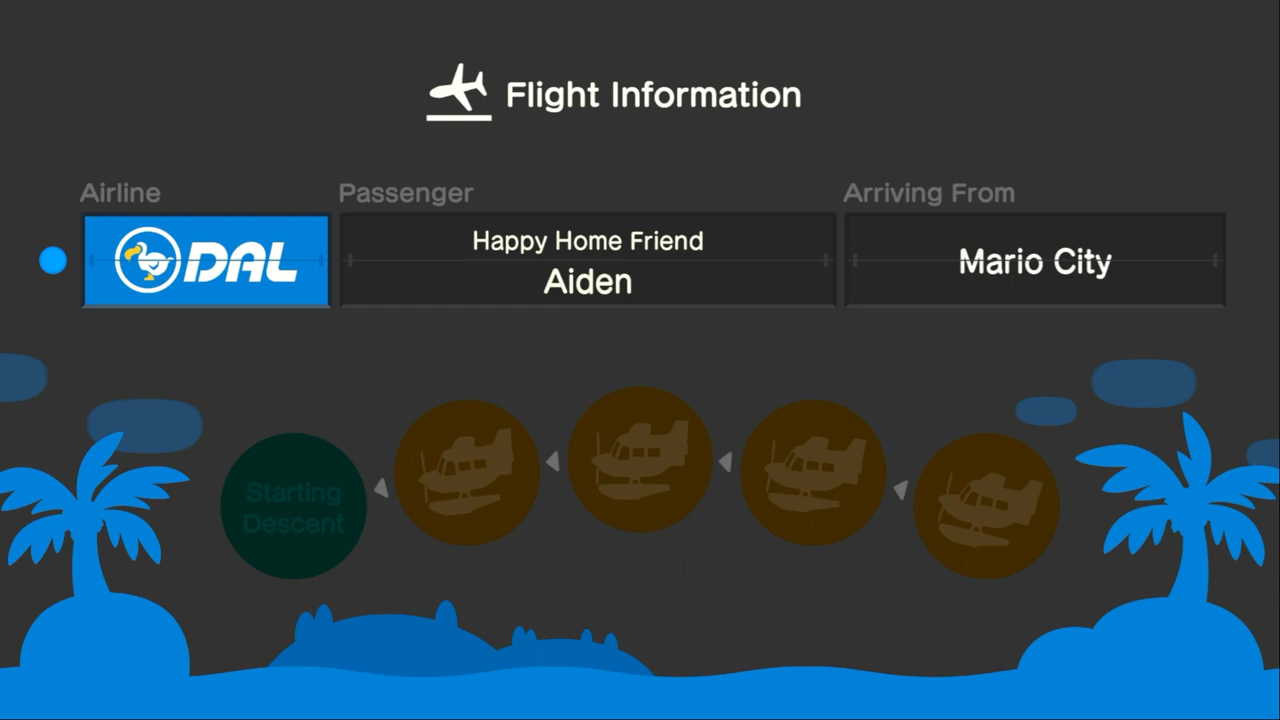 Flight Information
Airline
Passenger
Arriving From
DAL
Happy Home Friend
Aiden
Mario City
Starting
Descent